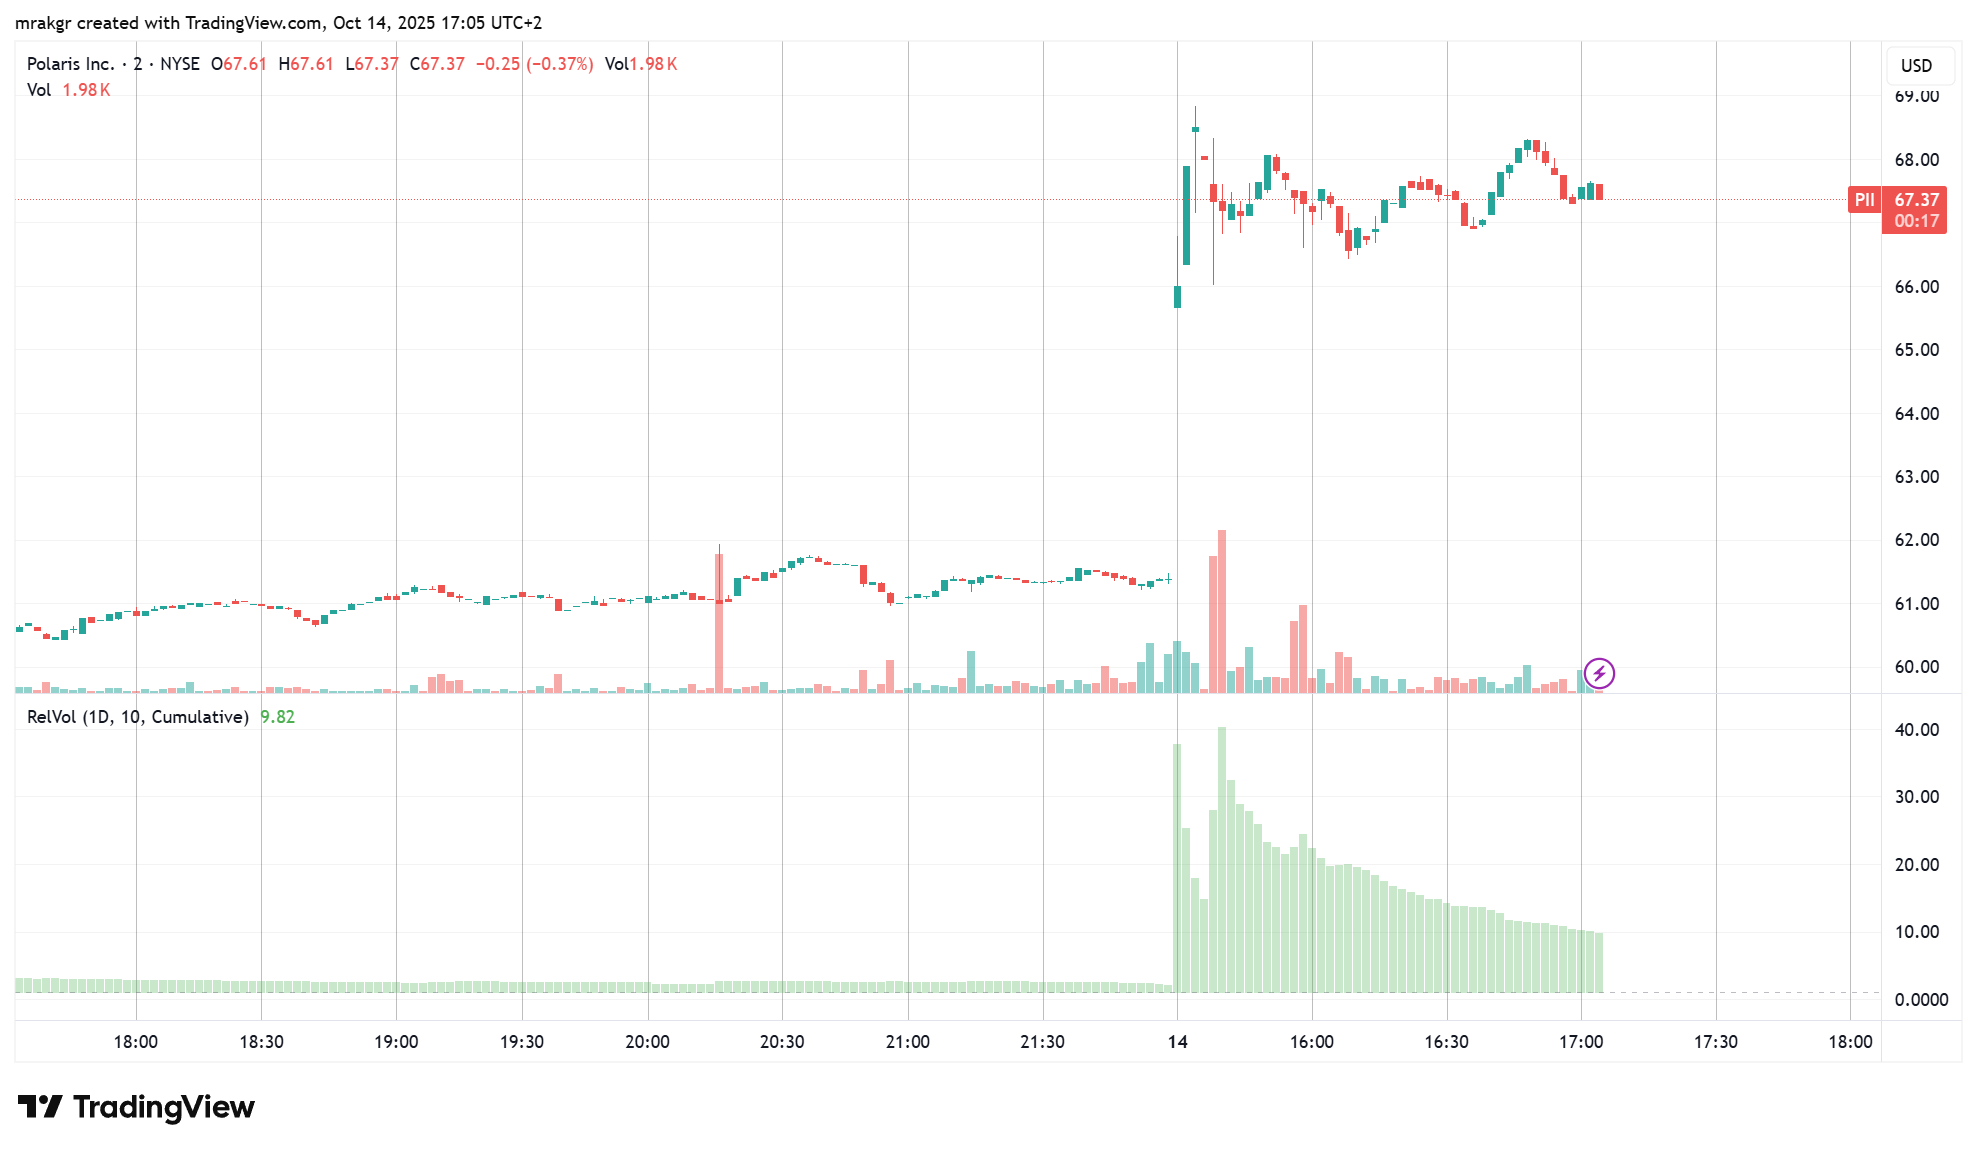 mrakgr created with TradingView.com, Oct 14, 2025 17:05 UTC+2
Polaris Inc. · 2 · NYSE O67.61 H67.61 L67.37 C67.37 −0.25 (−0.37%) Vol1.98 K
Vol 1.98 K
USD
69.00
68.00
PII 67.37
00:17
66.00
65.00
64.00
63.00
62.00
61.00
60.00
RelVol (1D, 10, Cumulative) 9.82
40.00
30.00
20.00
10.00
0.0000
18:00 18:30 19:00 19:30 20:00 20:30 21:00 21:30 14 16:00 16:30 17:00 17:30 18:00
TradingView